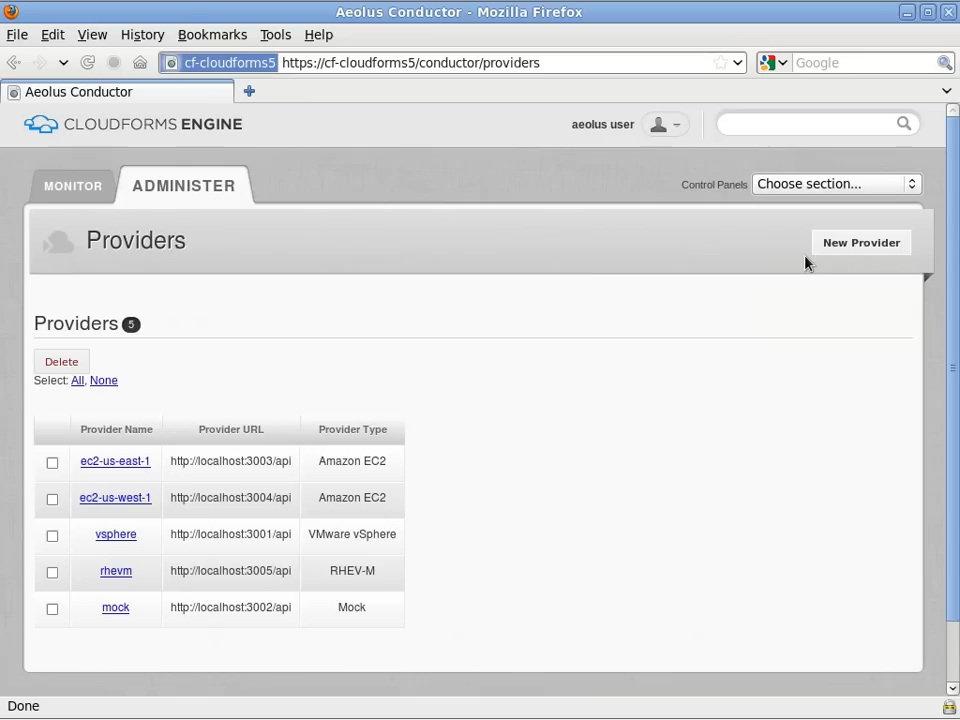 Aeolus Conductor - Mozilla Firefox
File Edit View History Bookmarks Tools Help
cf-cloudforms5 https://cf-cloudforms5/conductor/providers
Google
Aeolus Conductor
CLOUDFORMS ENGINE
aeolus user
MONITOR
ADMINISTER
Control Panels
Choose section...
Providers
New Provider
Providers 5
Delete
Select: All, None
Provider Name Provider URL Provider Type
ec2-us-east-1 http://localhost:3003/api Amazon EC2
ec2-us-west-1 http://localhost:3004/api Amazon EC2
vsphere http://localhost:3001/api VMware vSphere
rhevm http://localhost:3005/api RHEV-M
mock http://localhost:3002/api Mock
Done